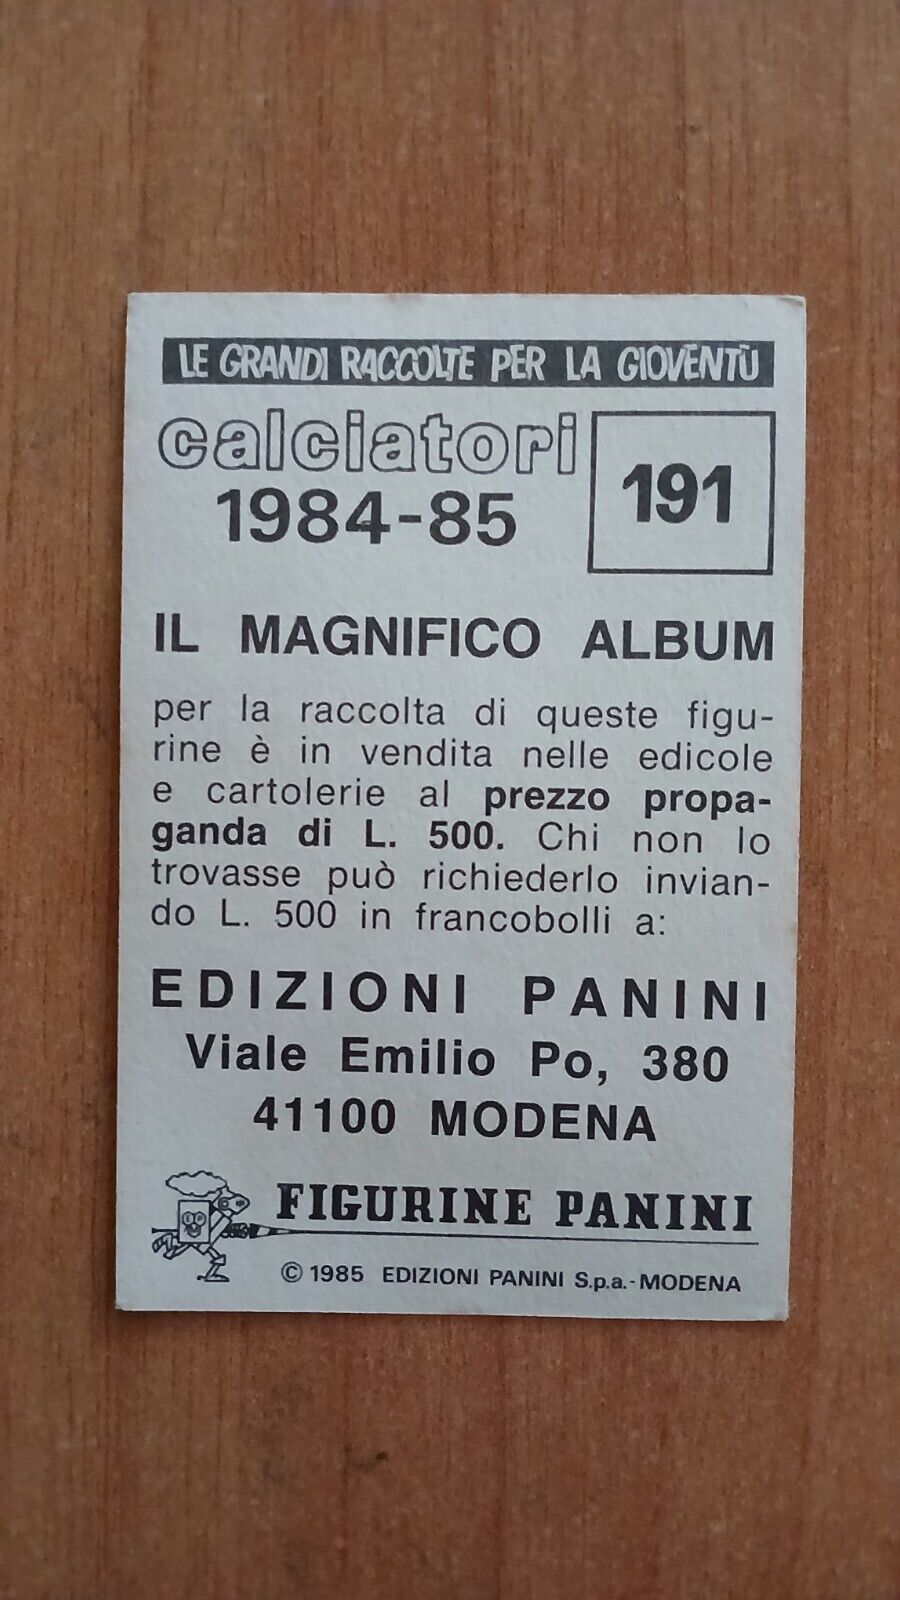 LE GRANDI RACCOLTE PER LA GIOVENTÙ
calciatori
1984-85
191
IL MAGNIFICO ALBUM
per la raccolta di queste figu-
rine è in vendita nelle edicole
e cartolerie al prezzo propa-
ganda di L. 500. Chi non lo
trovasse può richiederlo invian-
do L. 500 in francobolli a:
EDIZIONI PANINI
Viale Emilio Po, 380
41100 MODENA
FIGURINE PANINI
© 1985 EDIZIONI PANINI S.p.a.-MODENA